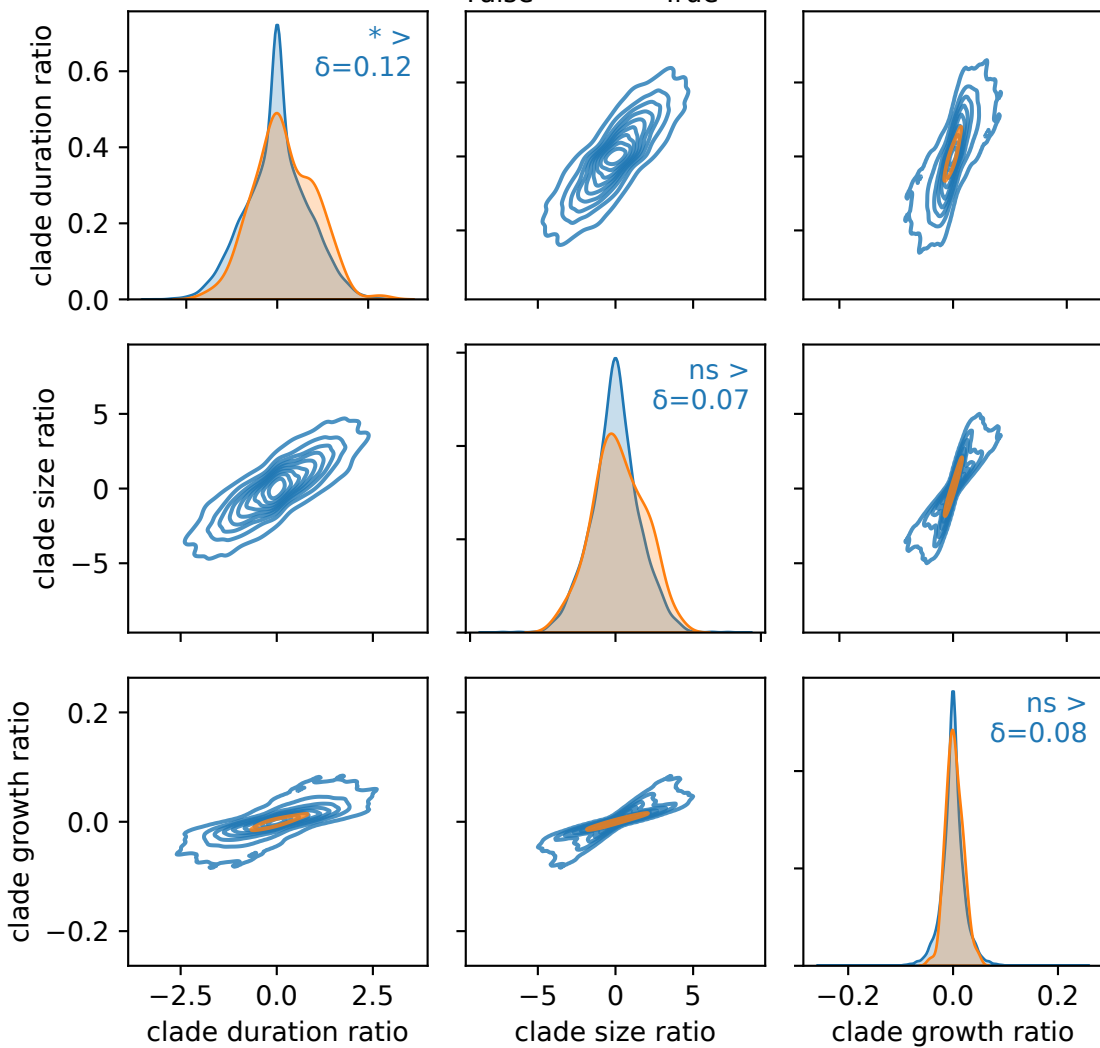 * >
δ=0.12
clade duration ratio
0.6
0.4
0.2
0.0
ns >
δ=0.07
clade size ratio
5
0
−5
ns >
δ=0.08
clade growth ratio
0.2
0.0
−0.2
−2.5 0.0 2.5
−5 0 5
−0.2 0.0 0.2
clade duration ratio
clade size ratio
clade growth ratio